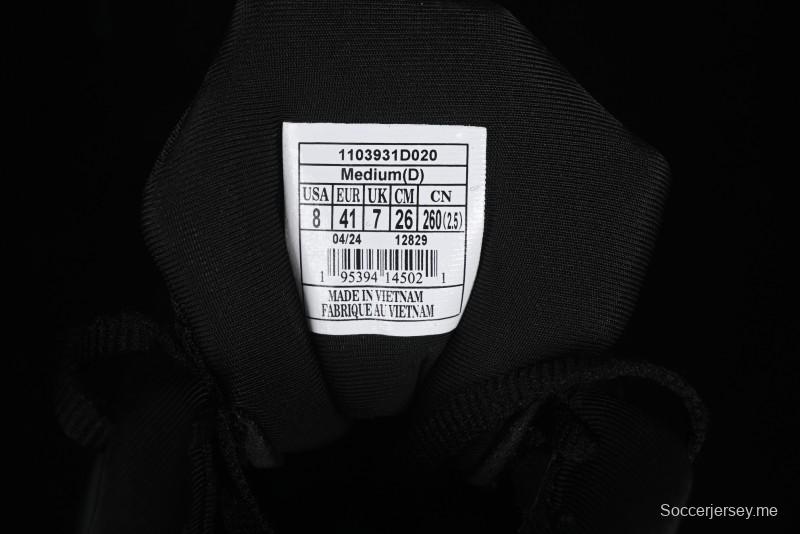 1103931D020
Medium(D)
USA EUR UK CM CN
8 41 7 26 260(2.5)
04/24 12829
1 95394 14502 1
MADE IN VIETNAM
FABRIQUE AU VIETNAM
Soccerjersey.me